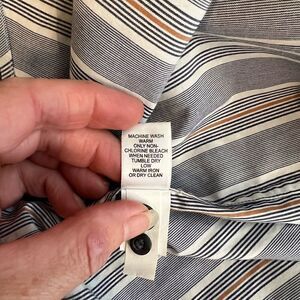 MACHINE WASH
WARM
ONLY NON-
CHLORINE BLEACH
WHEN NEEDED
TUMBLE DRY
LOW
WARM IRON
OR DRY CLEAN